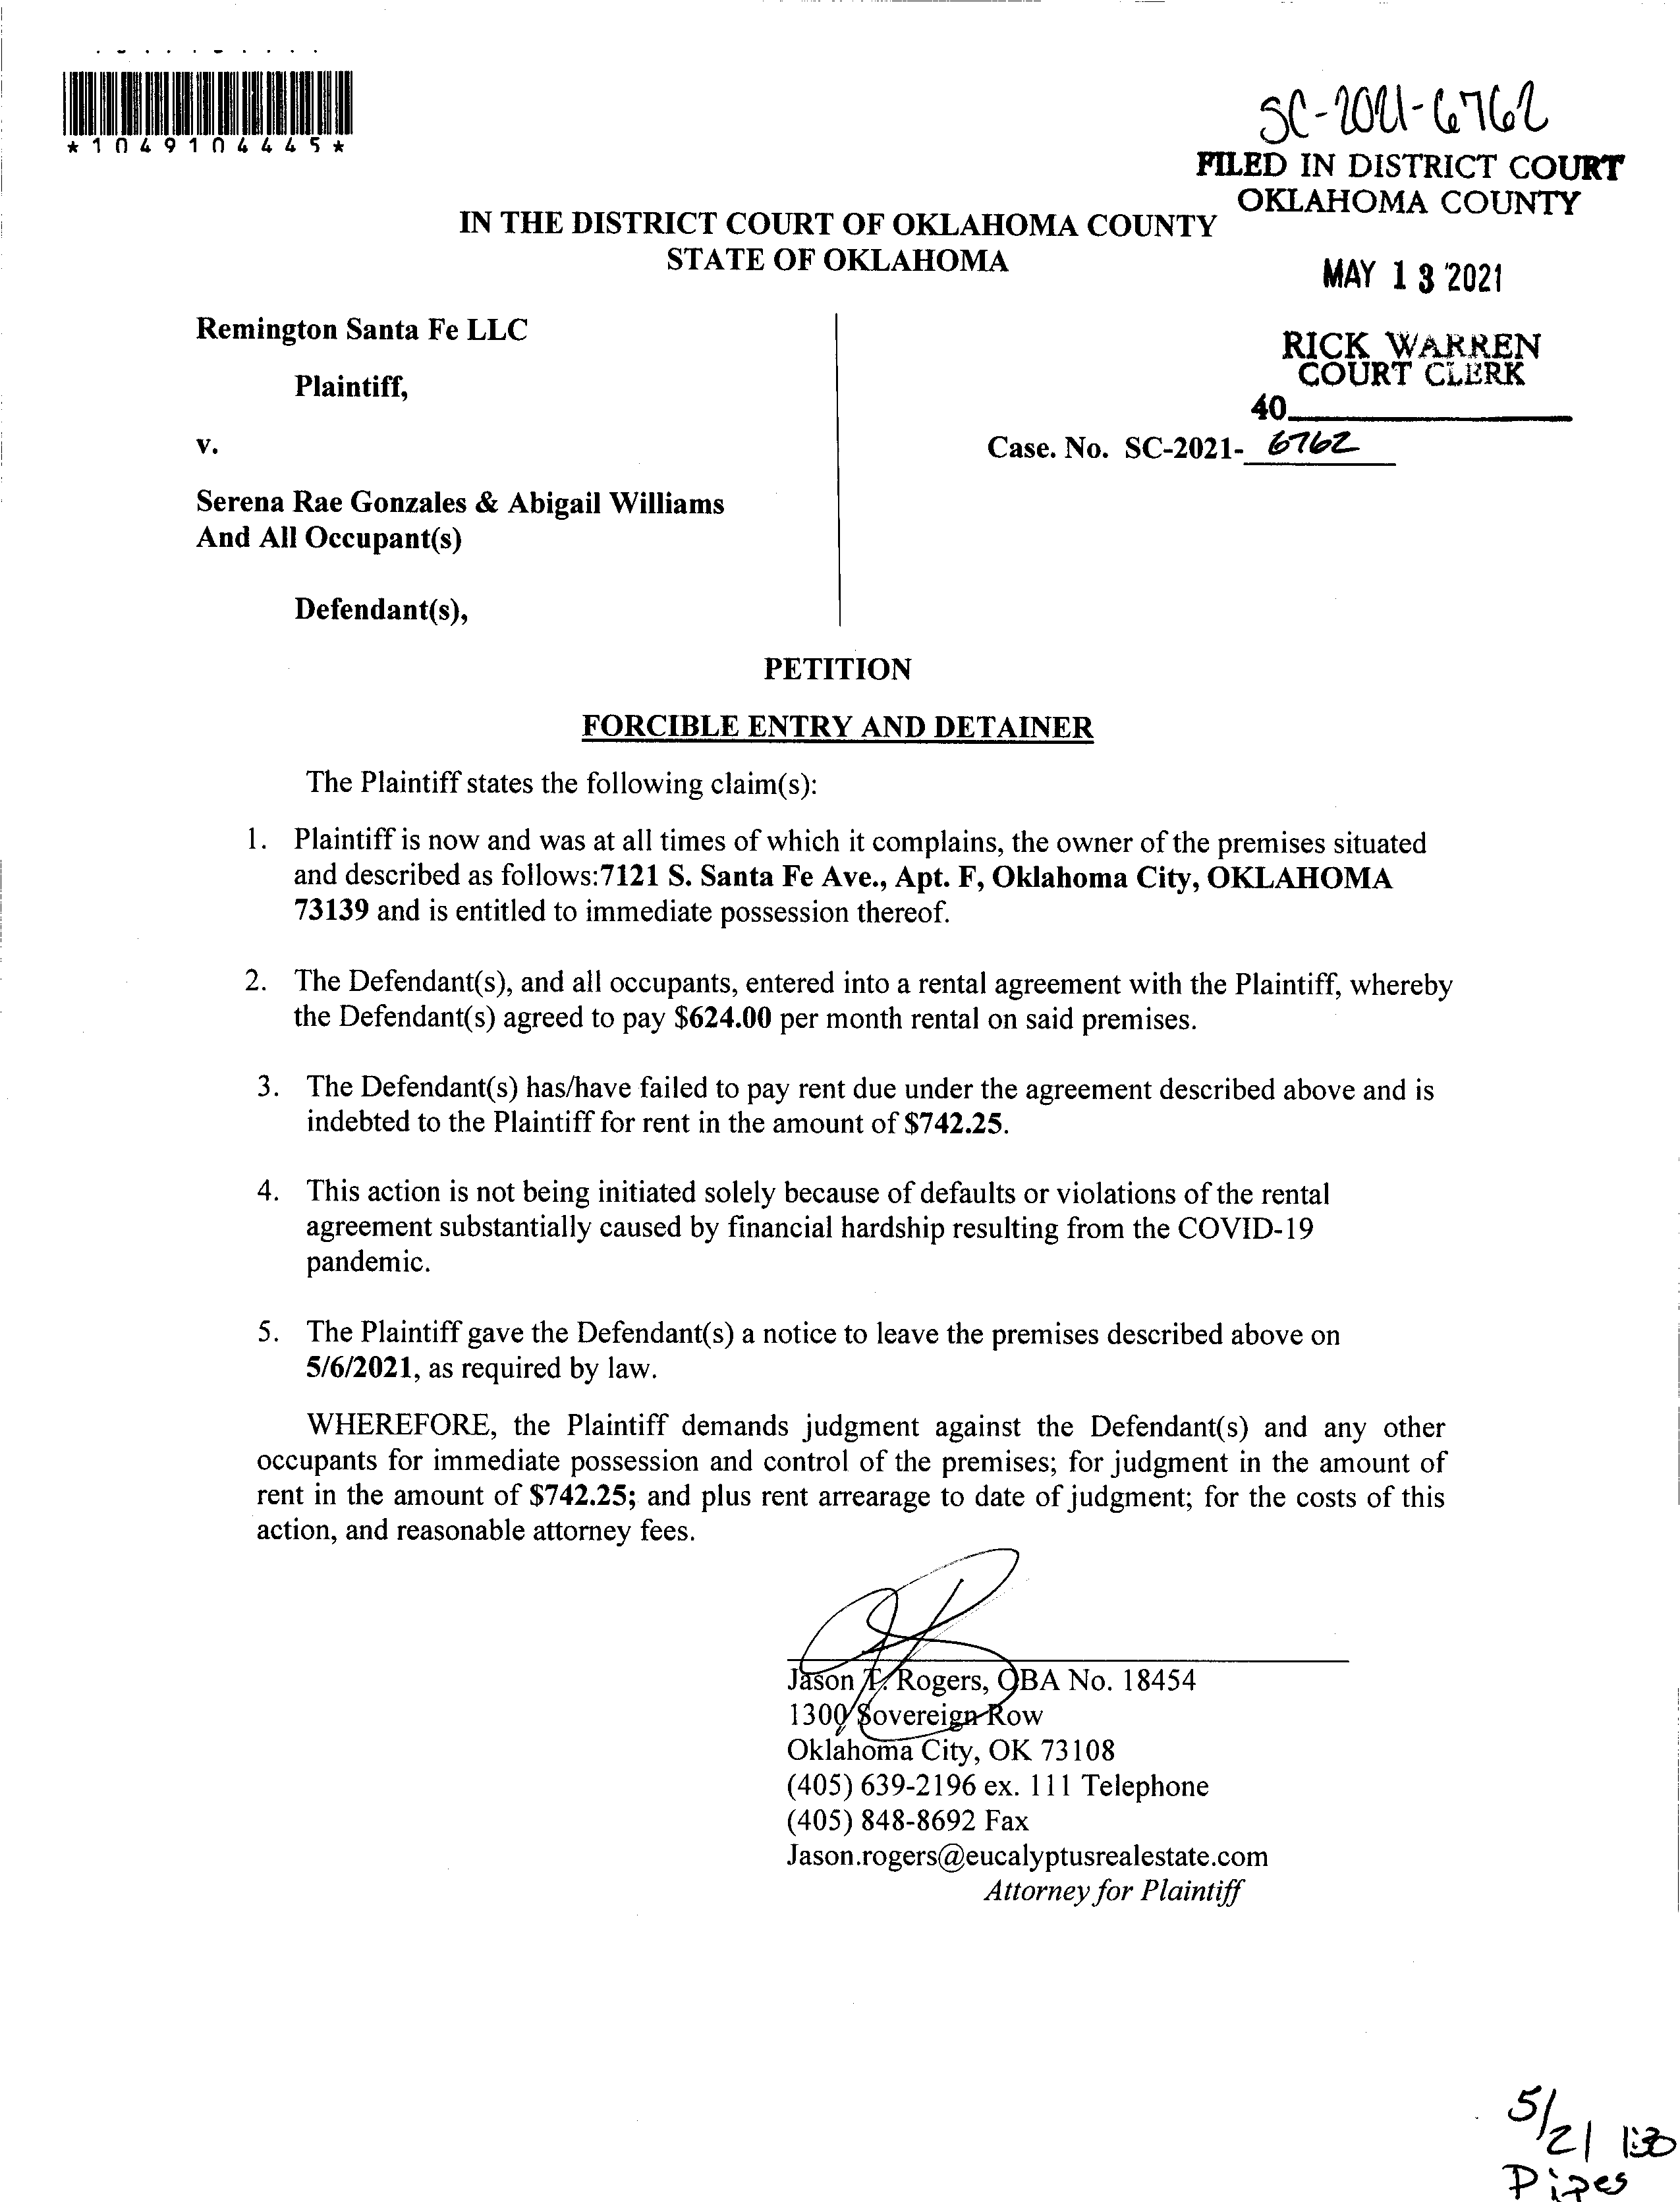 *1049104445*
SC-2021-6762
FILED IN DISTRICT COURT
OKLAHOMA COUNTY
IN THE DISTRICT COURT OF OKLAHOMA COUNTY
STATE OF OKLAHOMA
MAY 13 2021
RICK WARREN
COURT CLERK
40
Remington Santa Fe LLC
Plaintiff,
v.
Case. No. SC-2021- 6762
Serena Rae Gonzales & Abigail Williams
And All Occupant(s)
Defendant(s),
PETITION
FORCIBLE ENTRY AND DETAINER
The Plaintiff states the following claim(s):
1. Plaintiff is now and was at all times of which it complains, the owner of the premises situated
and described as follows:7121 S. Santa Fe Ave., Apt. F, Oklahoma City, OKLAHOMA
73139 and is entitled to immediate possession thereof.
2. The Defendant(s), and all occupants, entered into a rental agreement with the Plaintiff, whereby
the Defendant(s) agreed to pay $624.00 per month rental on said premises.
3. The Defendant(s) has/have failed to pay rent due under the agreement described above and is
indebted to the Plaintiff for rent in the amount of $742.25.
4. This action is not being initiated solely because of defaults or violations of the rental
agreement substantially caused by financial hardship resulting from the COVID-19
pandemic.
5. The Plaintiff gave the Defendant(s) a notice to leave the premises described above on
5/6/2021, as required by law.
WHEREFORE, the Plaintiff demands judgment against the Defendant(s) and any other
occupants for immediate possession and control of the premises; for judgment in the amount of
rent in the amount of $742.25; and plus rent arrearage to date of judgment; for the costs of this
action, and reasonable attorney fees.
Jason T. Rogers, OBA No. 18454
1300 Sovereign Row
Oklahoma City, OK 73108
(405) 639-2196 ex. 111 Telephone
(405) 848-8692 Fax
Jason.rogers@eucalyptusrealestate.com
Attorney for Plaintiff
5/21 1:30
Pipes